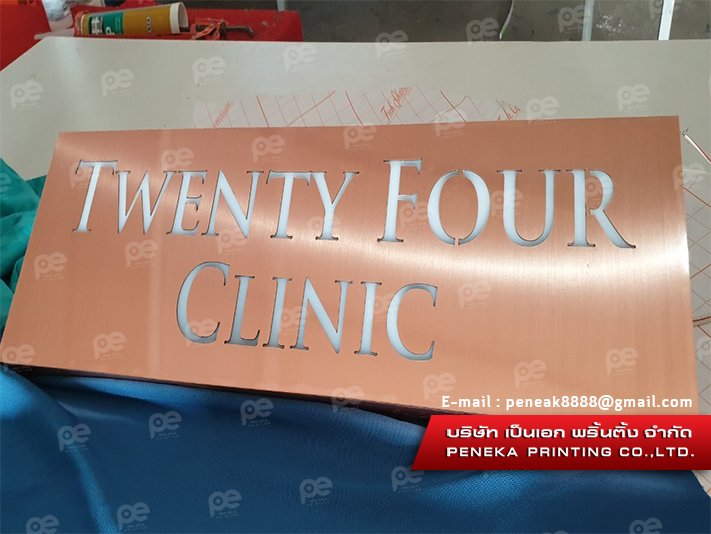 TWENTY FOUR
CLINIC
E-mail : peneak8888@gmail.com
บริษัท เป็นเอก พริ้นติ้ง จำกัด
PENEKA PRINTING CO.,LTD.
pe